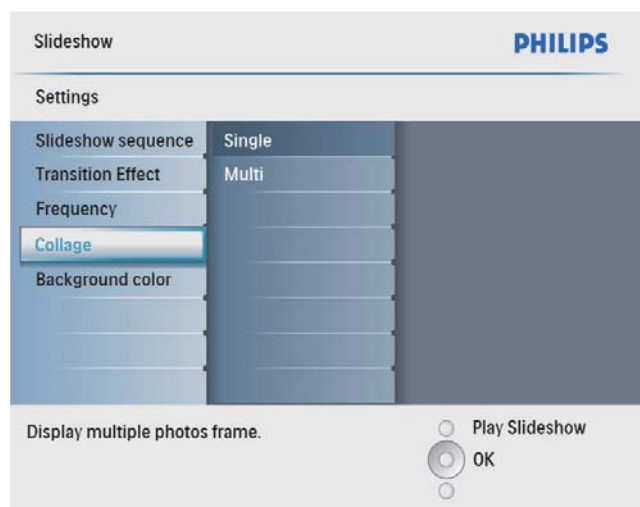 Slideshow
PHILIPS
Settings
Slideshow sequence
Single
Transition Effect
Multi
Frequency
Collage
Background color
Display multiple photos frame.
Play Slideshow
OK